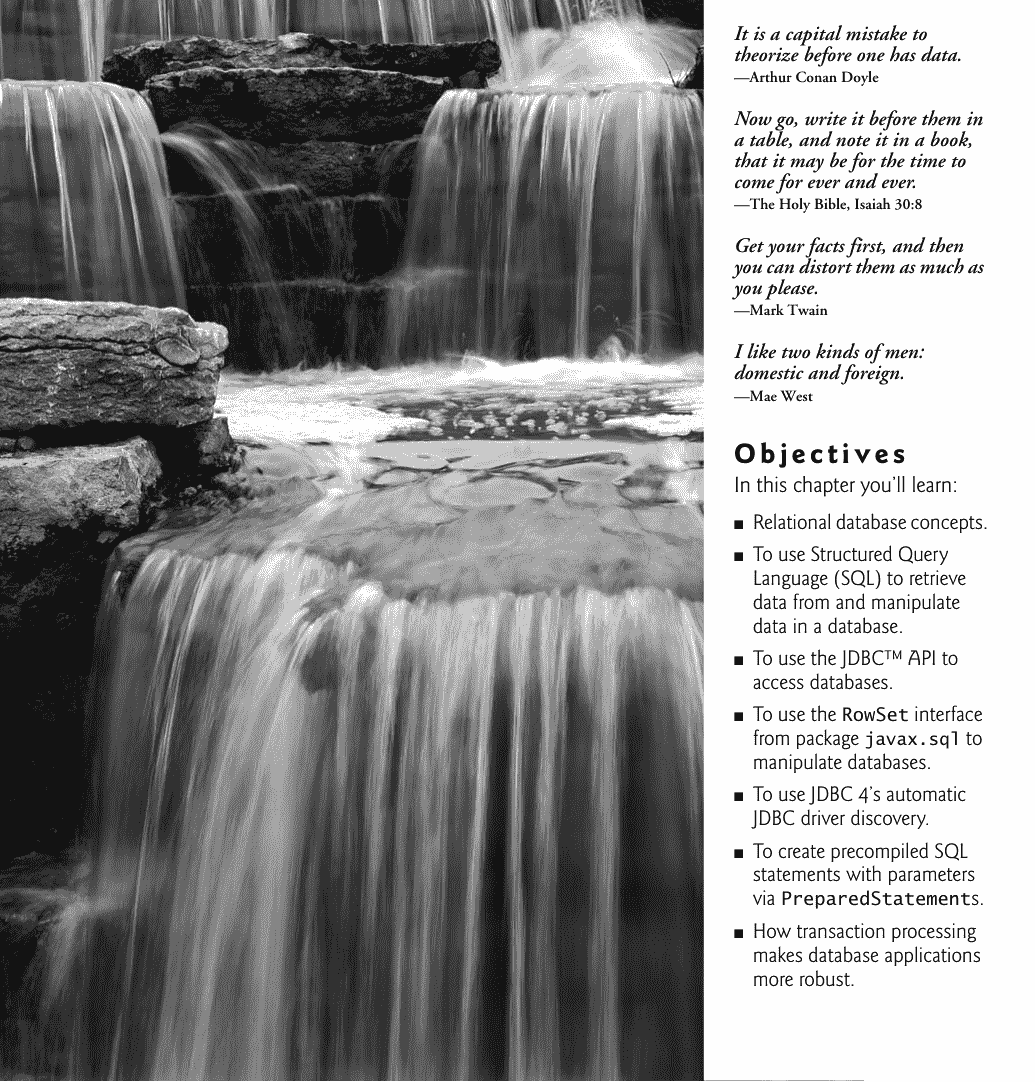 It is a capital mistake to
theorize before one has data.
—Arthur Conan Doyle
Now go, write it before them in
a table, and note it in a book,
that it may be for the time to
come for ever and ever.
—The Holy Bible, Isaiah 30:8
Get your facts first, and then
you can distort them as much as
you please.
—Mark Twain
I like two kinds of men:
domestic and foreign.
—Mae West
Objectives
In this chapter you’ll learn:
■ Relational database concepts.
■ To use Structured Query
Language (SQL) to retrieve
data from and manipulate
data in a database.
■ To use the JDBC™ API to
access databases.
■ To use the RowSet interface
from package javax.sql to
manipulate databases.
■ To use JDBC 4’s automatic
JDBC driver discovery.
■ To create precompiled SQL
statements with parameters
via PreparedStatements.
■ How transaction processing
makes database applications
more robust.